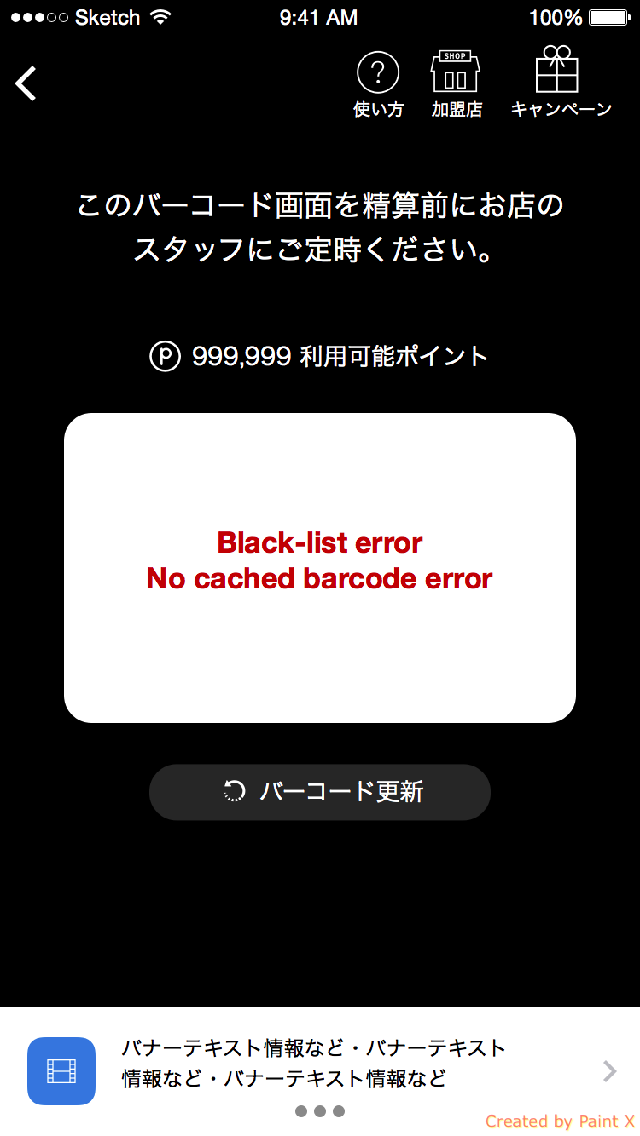 Sketch 9:41 AM 100%
SHOP
使い方 加盟店 キャンペーン
このバーコード画面を精算前にお店の
スタッフにご定時ください。
P 999,999 利用可能ポイント
Black-list error
No cached barcode error
バーコード更新
バナーテキスト情報など・バナーテキスト
情報など・バナーテキスト情報など
Created by Paint X